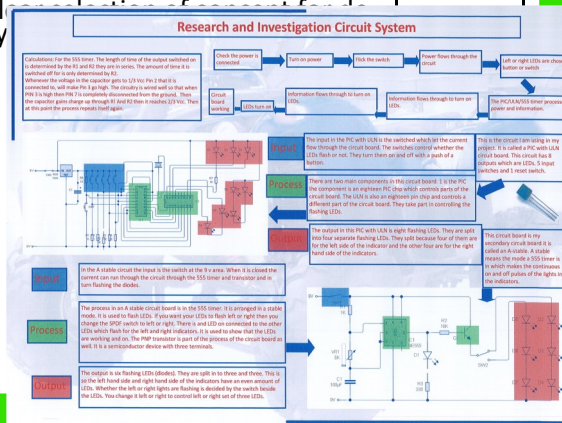 Research and Investigation Circuit System
Calculations: For the 555 timer. The length of time of the output switched on
is determined by the R1 and R2 they are in series. The amount of time it is
switched off for is only determined by R2.
Whenever the voltage in the capacitor gets to 1/3 Vcc Pin 2 that it is
connected to, will make Pin 3 go high. The circuitry is wired so well that when
PIN 3 is high then PIN 7 is completely disconnected from the ground. Then
the capacitor gains charge up through R1 And R2 then it reaches 1/3 Vcc. Then
at this point the process repeats itself again.
Check the power is
connected.
Turn on power
Flick the switch
Power flows through the
circuit
Left or right LEDs are chose
button or switch
The PIC/ULN/555 timer process
power and information.
Information flows through to turn on
LEDs.
Information flows through to turn on
LEDs.
LEDs turn on
Circuit
board
working
Input
The input in the PIC with ULN is the switched which let the current
flow through the circuit board. The switches control whether the
LEDs flash or not. They turn them on and off with a push of a
button.
This is the circuit I am using in my
project. It is called a PIC with ULN
circuit board. This circuit has 8
outputs which are LEDs. 5 input
switches and 1 reset switch.
Process
There are two main components in this circuit board. 1 is the PIC
the component is an eighteen PIC chip which controls parts of the
circuit board. The ULN is also an eighteen pin chip and controls a
different part of the circuit board. They take part in controlling the
flashing LEDs.
Output
The output in this PIC with ULN is eight flashing LEDs. They are split
into four separate flashing LEDs. They split because four of them are
for the left side of the indicator and the other four are for the right
hand side of the indicators.
This circuit board is my
secondary circuit board it is
called an A-stable. A stable
means the mode a 555 timer is
in which makes the continuous
on and off pulses of the lights in
the indicators.
Input
In the A stable circuit the input is the switch at the 9 v area. When it is closed the
current can run through the circuit through the 555 timer and transistor and in
turn flashing the diodes.
Process
The process in an A stable circuit board is in the 555 timer. It is arranged in a stable
mode. It is used to flash LEDs. If you want your LEDs to flash left or right then you
change the SPDF switch to left or right. There is and LED on connected to the other
LEDs which flash for the left and right indicators. It is used to show that the LEDs
are working and on. The PNP transistor is part of the process of the circuit board as
well. It is a semiconductor device with three terminals.
Output
The output is six flashing LEDs (diodes). They are split in to three and three. This is
so the left hand side and right hand side of the indicators have an even amount of
LEDs. Whether the left or right lights are flashing is decided by the switch beside
the LEDs. You change it left or right to control left or right set of three LEDs.